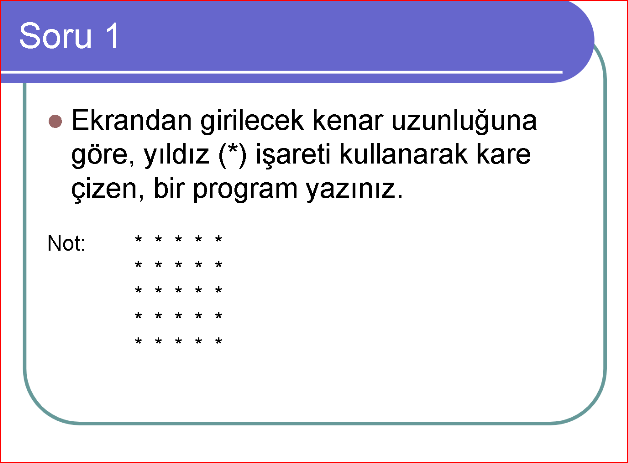 Soru 1
Ekrandan girilecek kenar uzunluğuna
göre, yıldız (*) işareti kullanarak kare
çizen, bir program yazınız.
Not: * * * * *
* * * * *
* * * * *
* * * * *
* * * * *